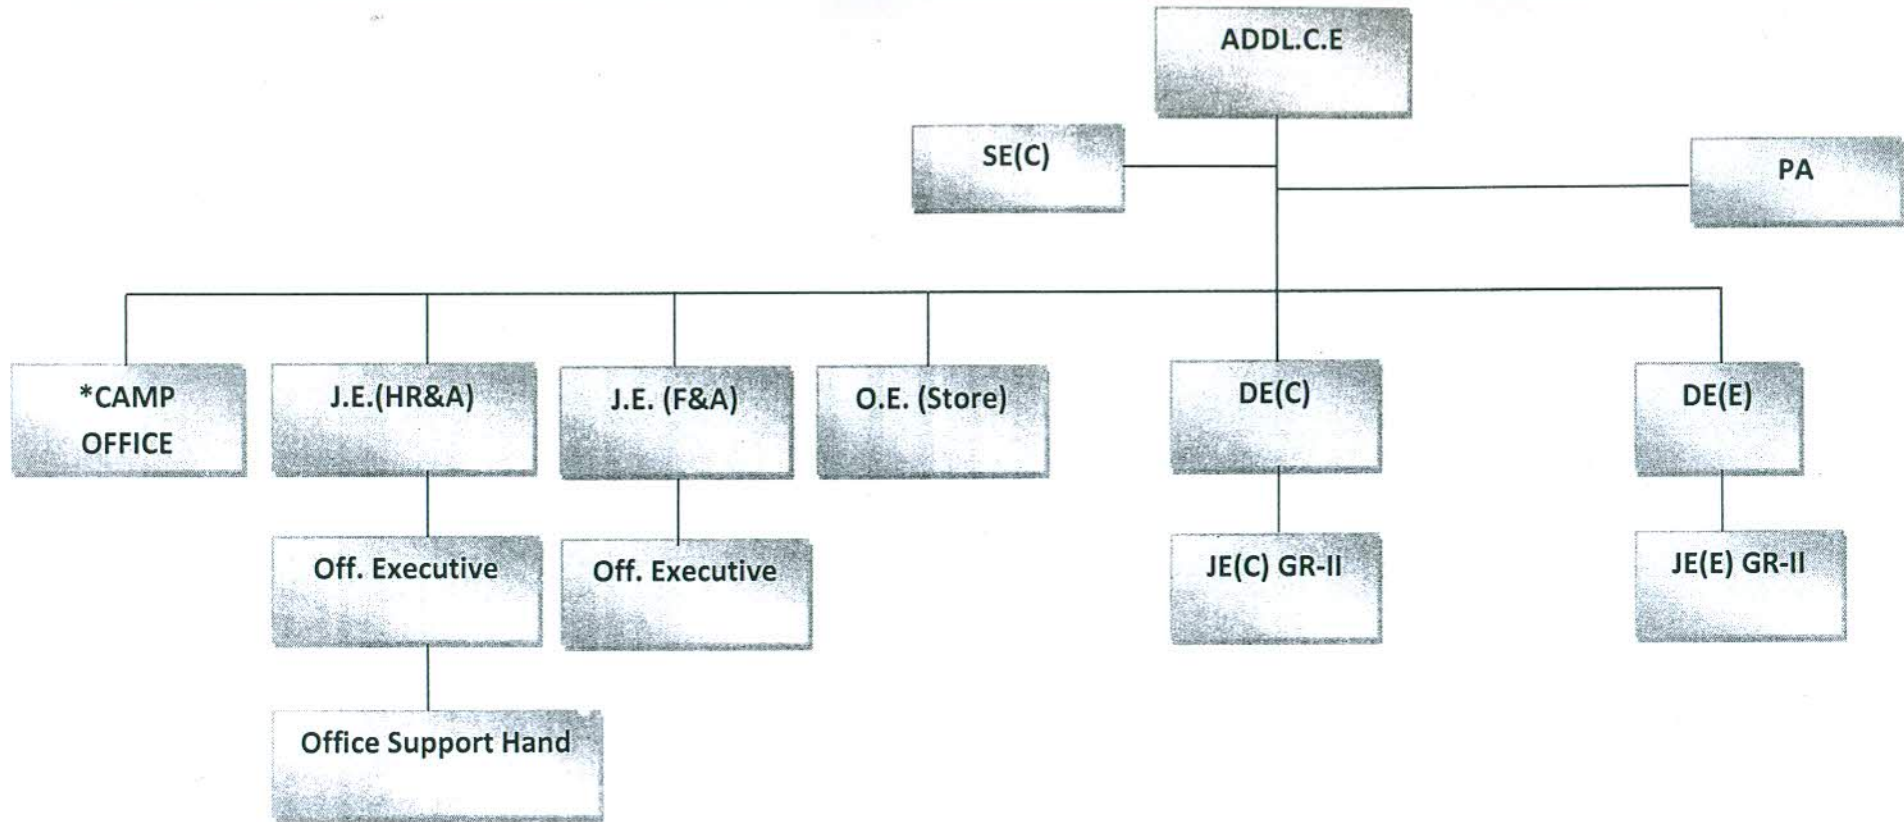 ADDL.C.E
SE(C)
PA
*CAMP
OFFICE
J.E.(HR&A)
J.E. (F&A)
O.E. (Store)
DE(C)
DE(E)
Off. Executive
Off. Executive
JE(C) GR-II
JE(E) GR-II
Office Support Hand